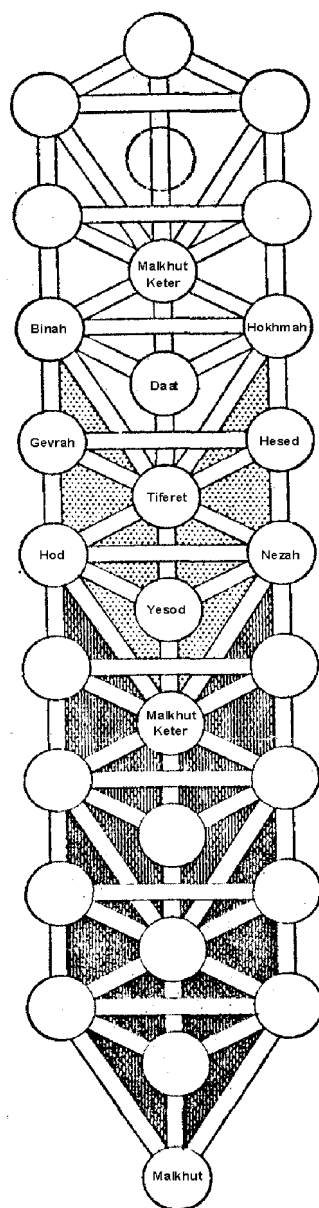 Malkhut
Keter
Binah
Hokhmah
Daat
Gevrah
Hesed
Tiferet
Hod
Nezah
Yesod
Malkhut
Keter
Malkhut